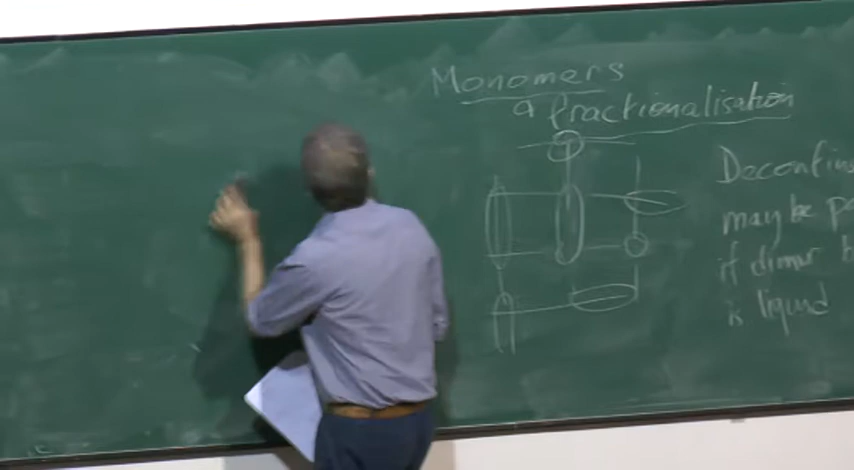 Monomers
a fractionalisation
Deconfine
may be
if dimer
is liquid